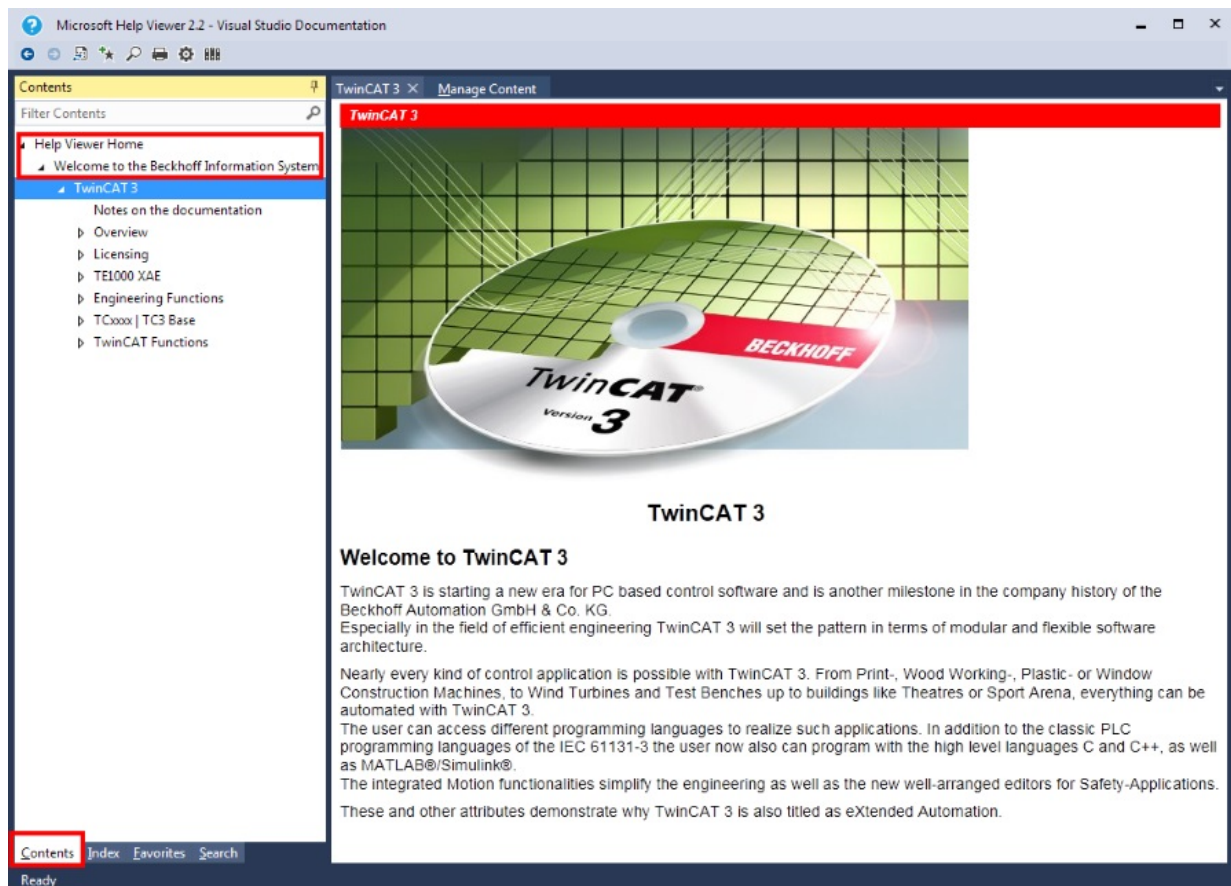 Microsoft Help Viewer 2.2 - Visual Studio Documentation
Contents
Filter Contents
Help Viewer Home
Welcome to the Beckhoff Information System
TwinCAT 3
Notes on the documentation
Overview
Licensing
TE1000 XAE
Engineering Functions
TCxxxx | TC3 Base
TwinCAT Functions
Contents Index Favorites Search
Ready
TwinCAT 3 Manage Content
TwinCAT 3
BECKHOFF
TwinCAT®
Version 3
TwinCAT 3
Welcome to TwinCAT 3
TwinCAT 3 is starting a new era for PC based control software and is another milestone in the company history of the
Beckhoff Automation GmbH & Co. KG.
Especially in the field of efficient engineering TwinCAT 3 will set the pattern in terms of modular and flexible software
architecture.
Nearly every kind of control application is possible with TwinCAT 3. From Print-, Wood Working-, Plastic- or Window
Construction Machines, to Wind Turbines and Test Benches up to buildings like Theatres or Sport Arena, everything can be
automated with TwinCAT 3.
The user can access different programming languages to realize such applications. In addition to the classic PLC
programming languages of the IEC 61131-3 the user now also can program with the high level languages C and C++, as well
as MATLAB®/Simulink®.
The integrated Motion functionalities simplify the engineering as well as the new well-arranged editors for Safety-Applications.
These and other attributes demonstrate why TwinCAT 3 is also titled as eXtended Automation.